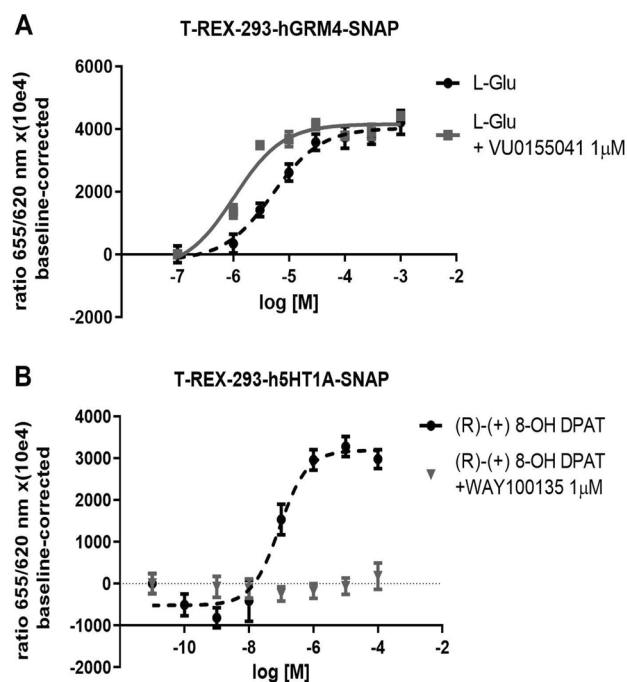 A
T-REX-293-hGRM4-SNAP
ratio 655/620 nm x(10e4)
baseline-corrected
6000
4000
2000
0
-2000
-7
-6
-5
-4
-3
-2
log [M]
L-Glu
L-Glu
+ VU0155041 1μM
B
T-REX-293-h5HT1A-SNAP
ratio 655/620 nm x(10e4)
baseline-corrected
4000
3000
2000
1000
0
-1000
-2000
-10
-8
-6
-4
-2
log [M]
(R)-(+) 8-OH DPAT
(R)-(+) 8-OH DPAT
+WAY100135 1μM